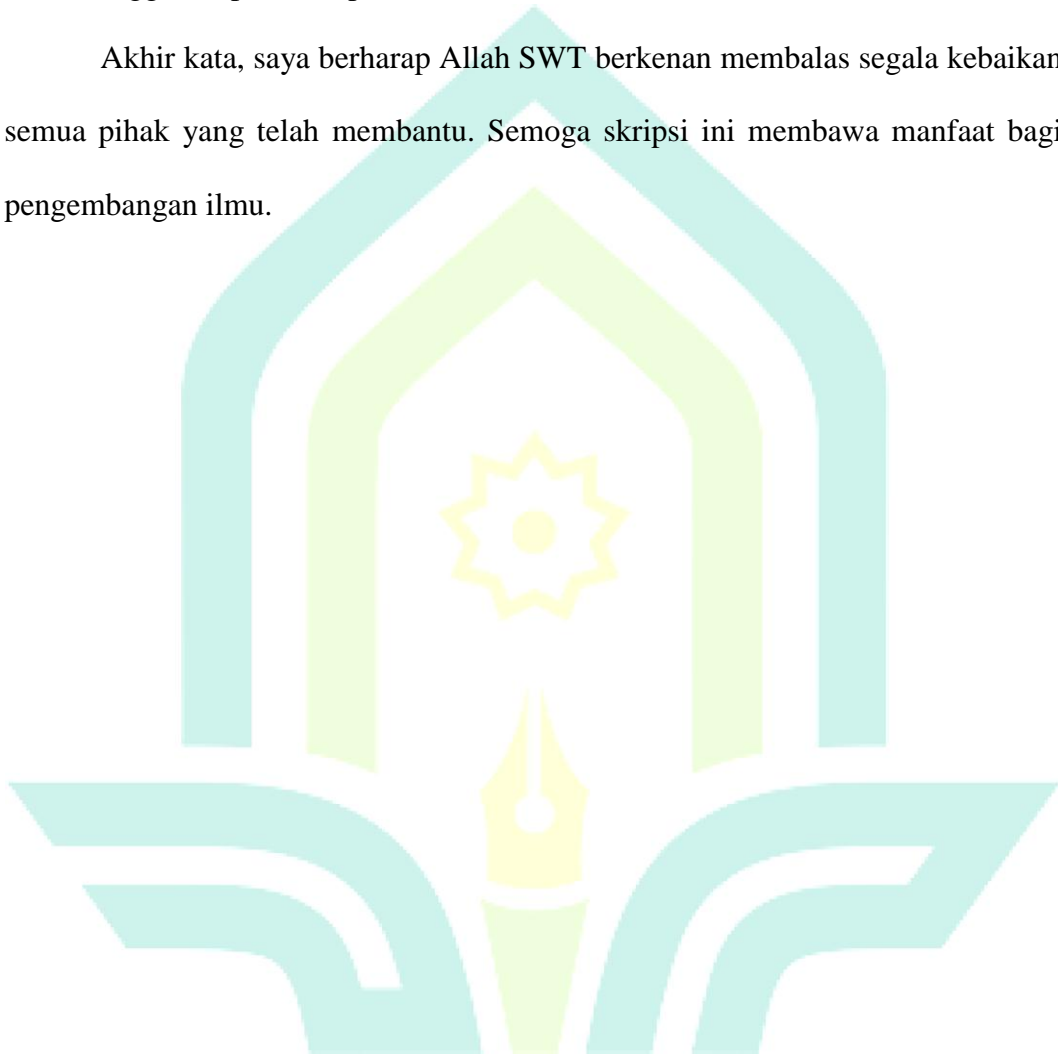 Akhir kata, saya berharap Allah SWT berkenan membalas segala kebaikan
semua pihak yang telah membantu. Semoga skripsi ini membawa manfaat bagi
pengembangan ilmu.